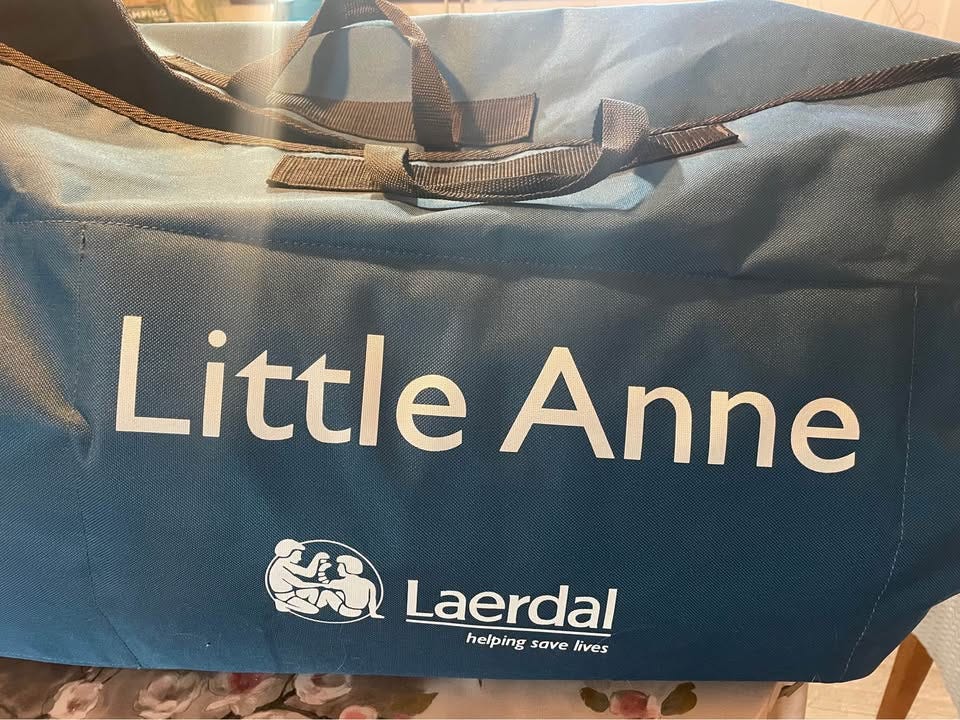 Little Anne
Laerdal
helping save lives